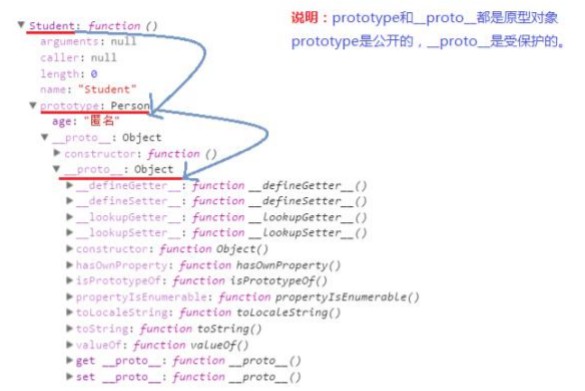 说明：prototype和__proto__都是原型对象
prototype是公开的，__proto__是受保护的。
Student: function ()
arguments: null
caller: null
length: 0
name: "Student"
prototype: Person
age: "匿名"
__proto__: Object
constructor: function ()
__proto__: Object
__defineGetter__: function __defineGetter__()
__defineSetter__: function __defineSetter__()
__lookupGetter__: function __lookupGetter__()
__lookupSetter__: function __lookupSetter__()
constructor: function Object()
hasOwnProperty: function hasOwnProperty()
isPrototypeOf: function isPrototypeOf()
propertyIsEnumerable: function propertyIsEnumerable()
toLocaleString: function toLocaleString()
toString: function toString()
valueOf: function valueOf()
get __proto__: function __proto__()
set __proto__: function __proto__()